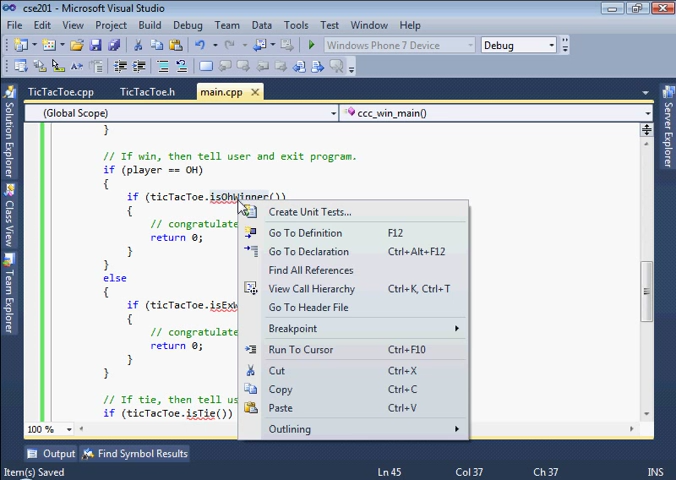 cse201 - Microsoft Visual Studio
File Edit View Project Build Debug Team Data Tools Test Window Help
Windows Phone 7 Device Debug
TicTacToe.cpp TicTacToe.h main.cpp
(Global Scope) ccc_win_main()
}
// If win, then tell user and exit program.
if (player == OH)
{
if (ticTacToe.isOhWinner())
{
// congratulate
return 0;
}
}
else
{
if (ticTacToe.isExW
{
// congratulate
return 0;
}
}
// If tie, then tell us
if (ticTacToe.isTie())
Create Unit Tests...
Go To Definition F12
Go To Declaration Ctrl+Alt+F12
Find All References
View Call Hierarchy Ctrl+K, Ctrl+T
Go To Header File
Breakpoint
Run To Cursor Ctrl+F10
Cut Ctrl+X
Copy Ctrl+C
Paste Ctrl+V
Outlining
Solution Explorer
Class View
Team Explorer
Server Explorer
100 %
Output Find Symbol Results
Item(s) Saved Ln 45 Col 37 Ch 37 INS